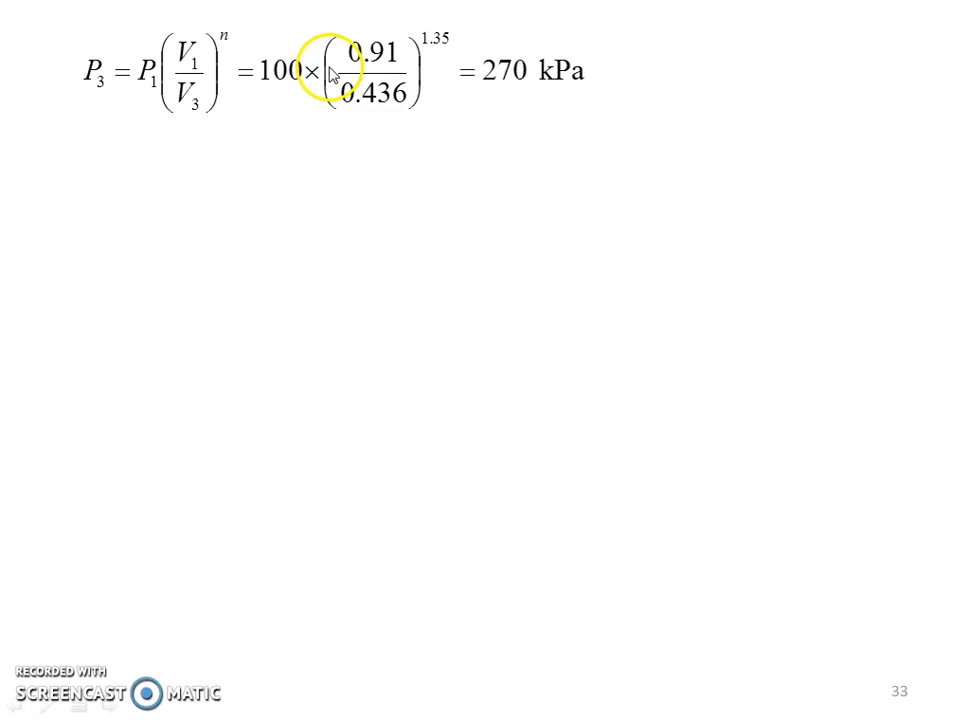 P₃ = P₁(V₁/V₃)ⁿ = 100×(0.91/0.436)^1.35 = 270 kPa
RECORDED WITH
SCREENCAST MATIC
33